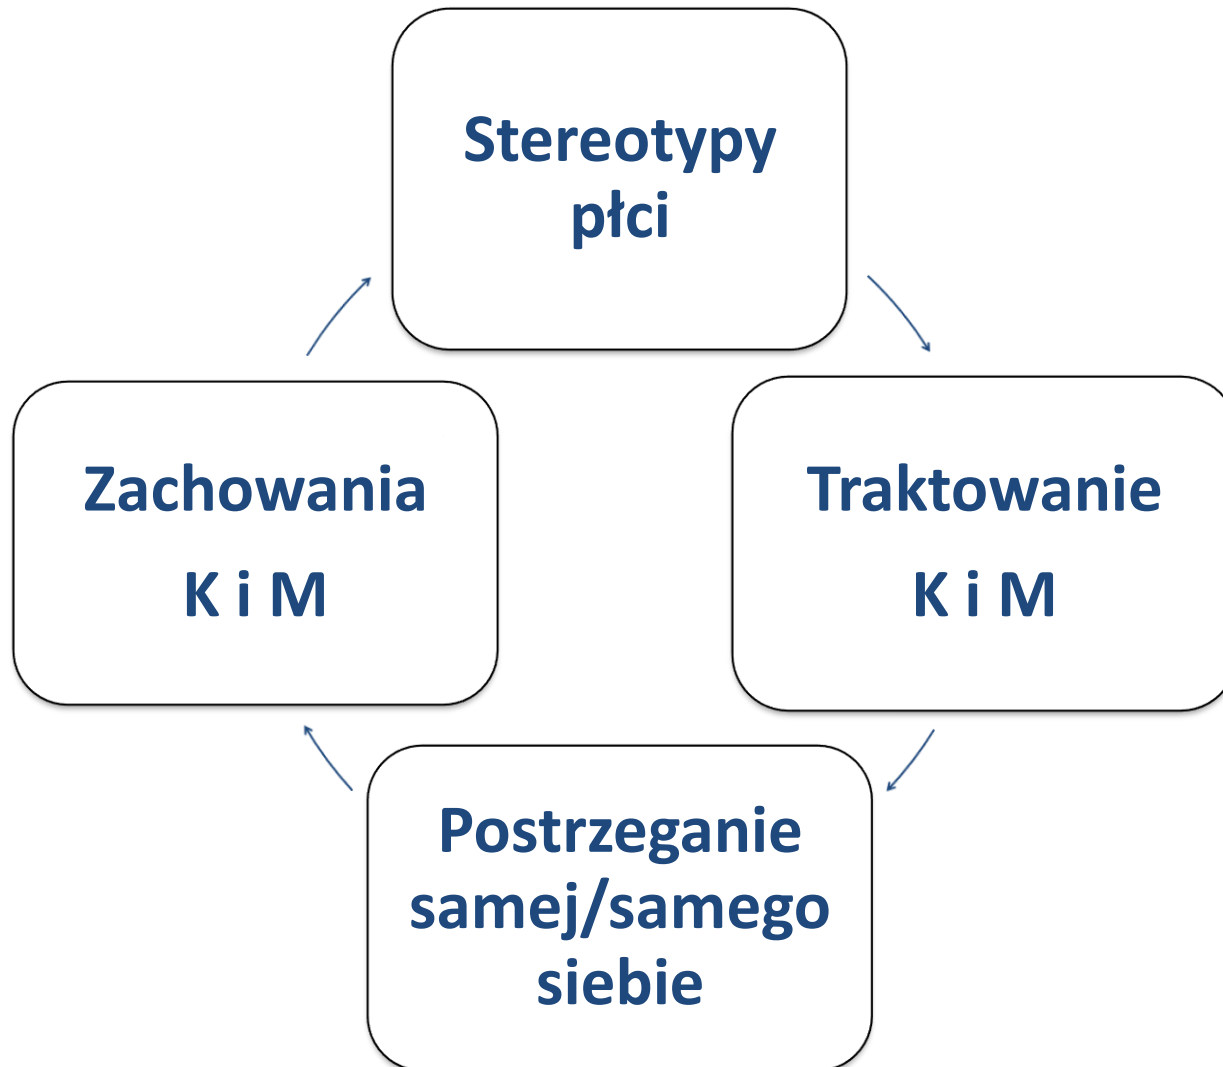 Stereotypy
płci
Zachowania
K i M
Traktowanie
K i M
Postrzeganie
samej/samego
siebie